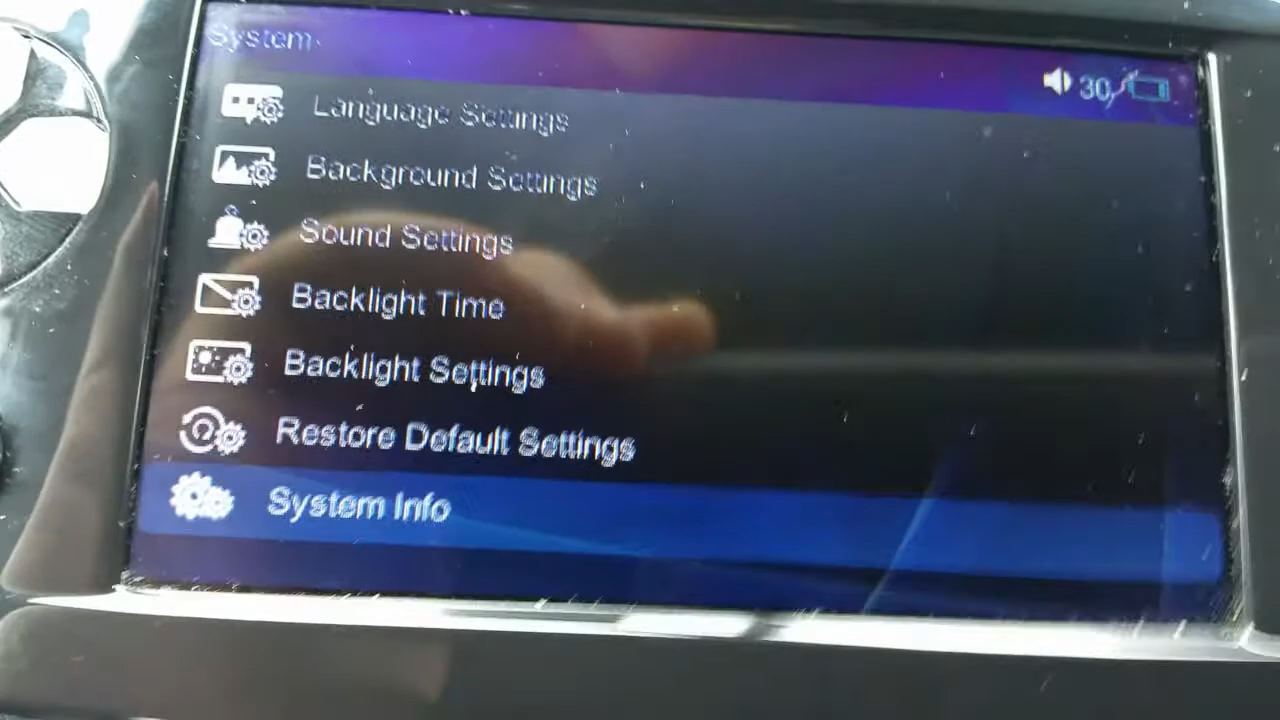 System
30
Language Settings
Background Settings
Sound Settings
Backlight Time
Backlight Settings
Restore Default Settings
System Info